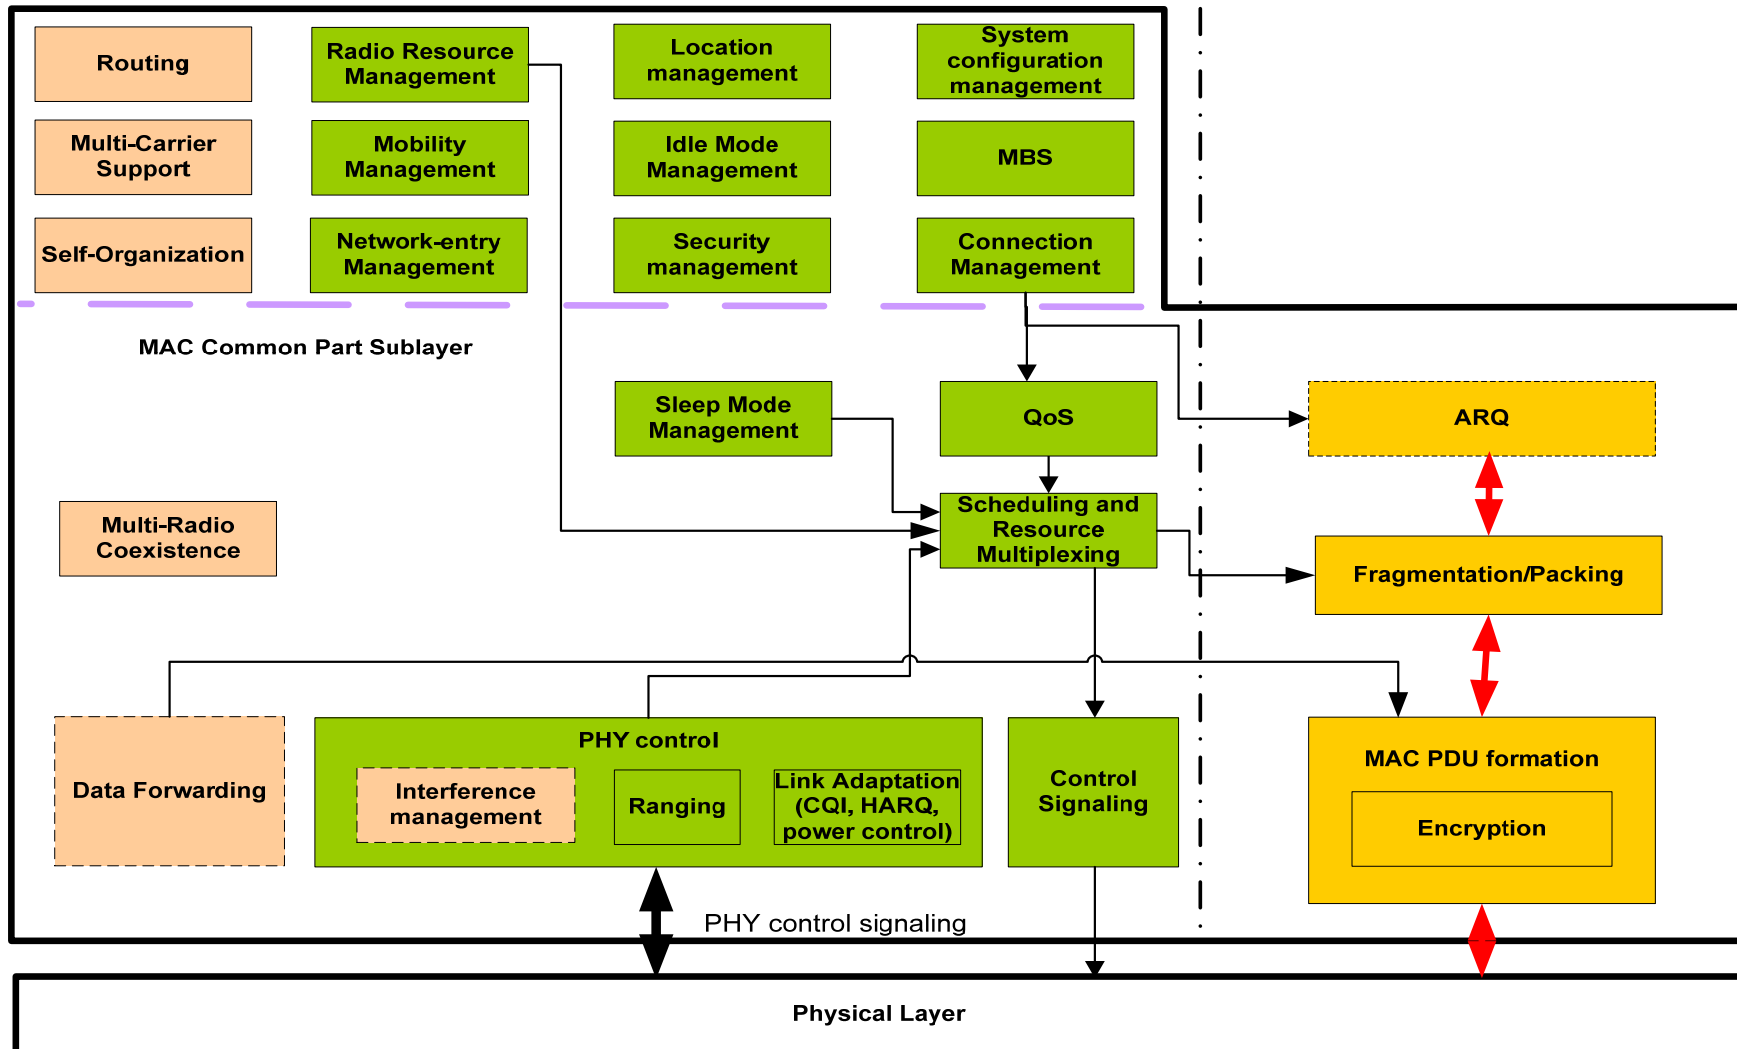 Routing
Radio Resource
Management
Location
management
System
configuration
management
Multi-Carrier
Support
Mobility
Management
Idle Mode
Management
MBS
Self-Organization
Network-entry
Management
Security
management
Connection
Management
MAC Common Part Sublayer
Sleep Mode
Management
QoS
ARQ
Multi-Radio
Coexistence
Scheduling and
Resource
Multiplexing
Fragmentation/Packing
Data Forwarding
PHY control
Interference
management
Ranging
Link Adaptation
(CQI, HARQ,
power control)
Control
Signaling
MAC PDU formation
Encryption
PHY control signaling
Physical Layer